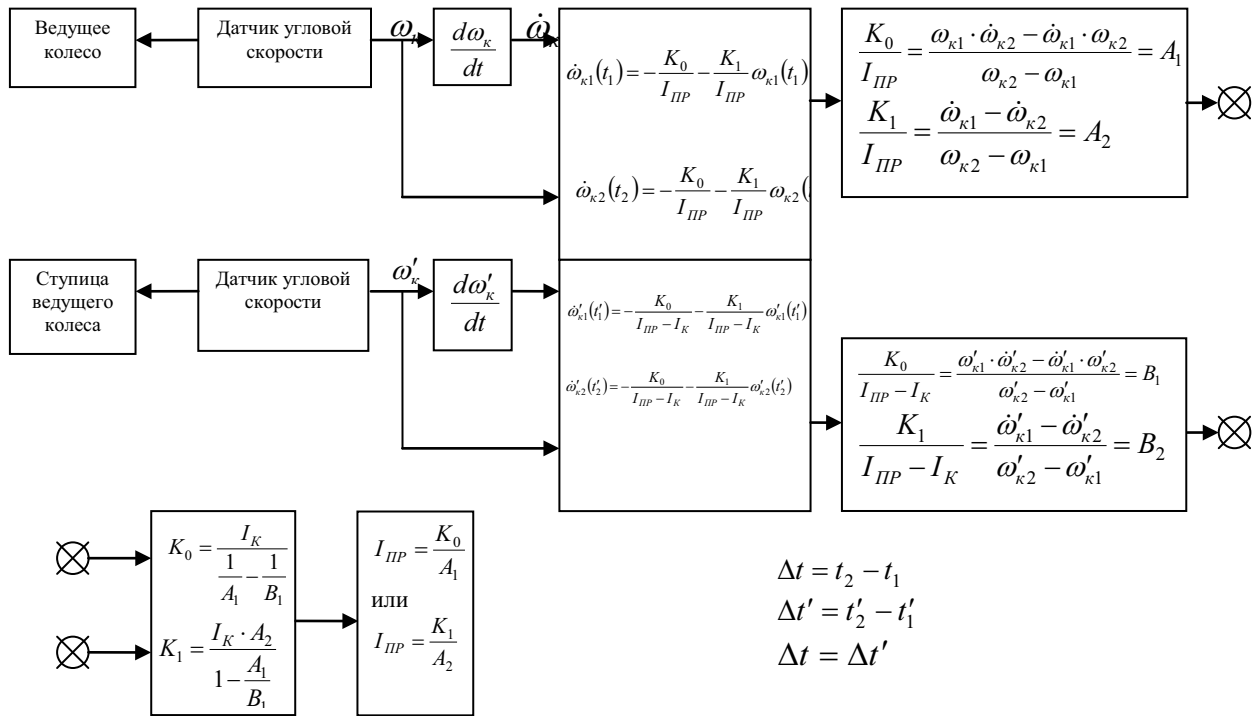 Ведущее
колесо
Датчик угловой
скорости
ω_к
dω_к / dt
ω̇_к
ω̇_к1(t_1) = − K_0 / I_ПР − K_1 / I_ПР ω_к1(t_1)
ω̇_к2(t_2) = − K_0 / I_ПР − K_1 / I_ПР ω_к2(
K_0 / I_ПР = (ω_к1 · ω̇_к2 − ω̇_к1 · ω_к2) / (ω_к2 − ω_к1) = A_1
K_1 / I_ПР = (ω̇_к1 − ω̇_к2) / (ω_к2 − ω_к1) = A_2
Ступица
ведущего
колеса
Датчик угловой
скорости
ω′_к
dω′_к / dt
ω̇′_к1(t′_1) = − K_0 / (I_ПР − I_К) − K_1 / (I_ПР − I_К) ω′_к1(t′_1)
ω̇′_к2(t′_2) = − K_0 / (I_ПР − I_К) − K_1 / (I_ПР − I_К) ω′_к2(t′_2)
K_0 / (I_ПР − I_К) = (ω′_к1 · ω̇′_к2 − ω̇′_к1 · ω′_к2) / (ω′_к2 − ω′_к1) = B_1
K_1 / (I_ПР − I_К) = (ω̇′_к1 − ω̇′_к2) / (ω′_к2 − ω′_к1) = B_2
K_0 = I_К / (1 / A_1 − 1 / B_1)
K_1 = I_К · A_2 / (1 − A_1 / B_1)
I_ПР = K_0 / A_1
или
I_ПР = K_1 / A_2
Δt = t_2 − t_1
Δt′ = t′_2 − t′_1
Δt = Δt′